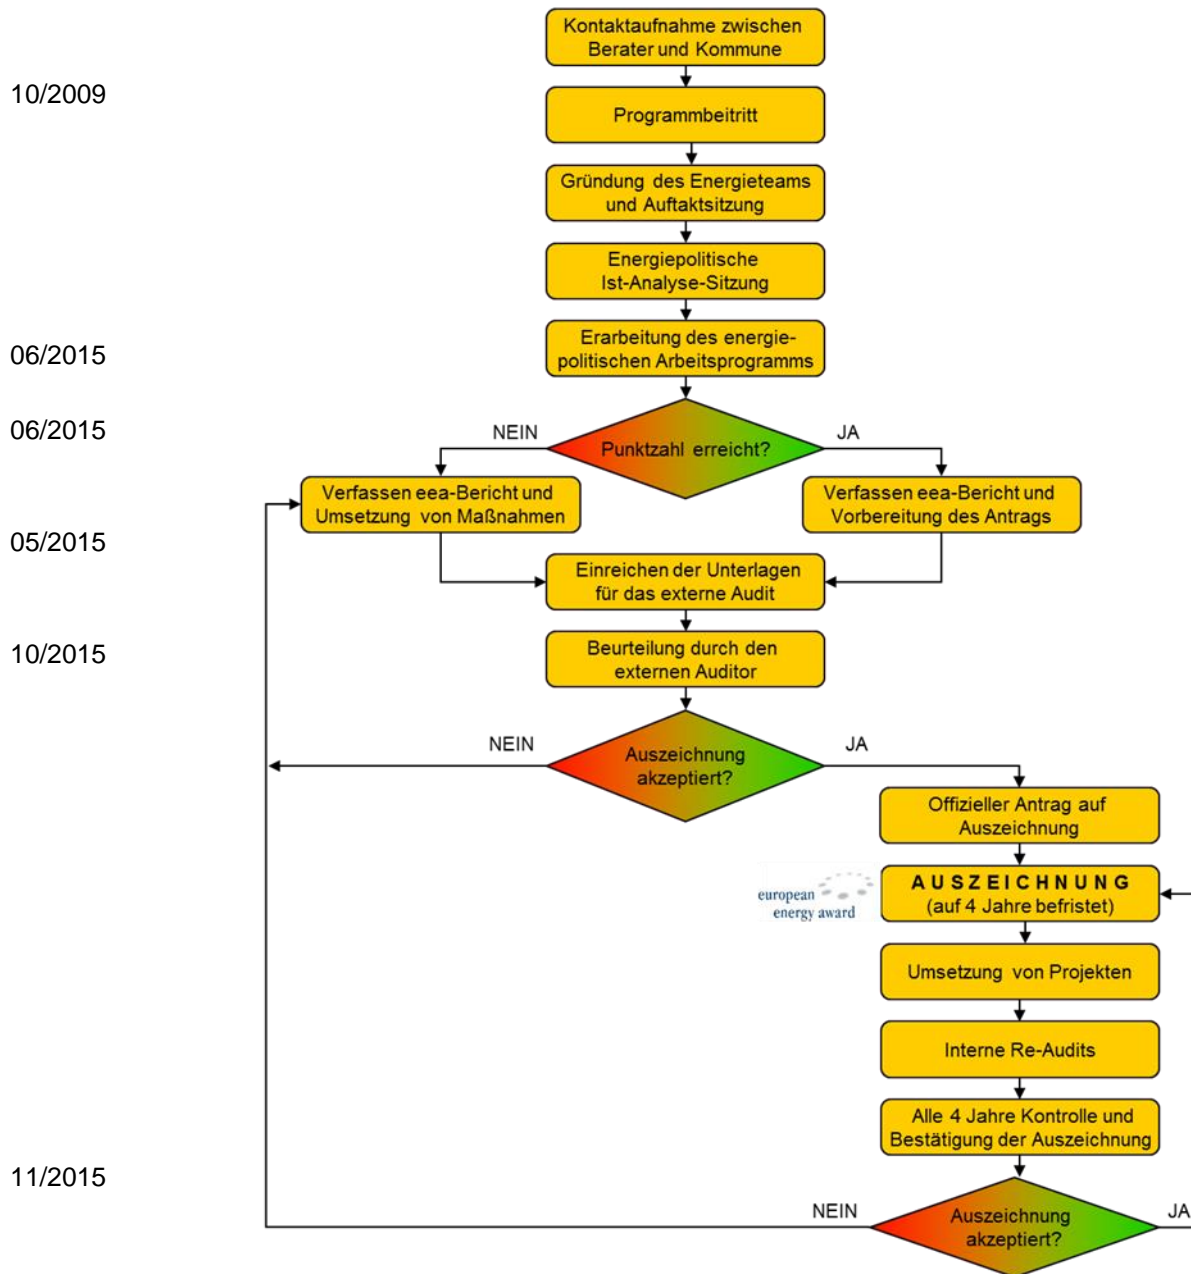 Kontaktaufnahme zwischen
Berater und Kommune
10/2009
Programmbeitritt
Gründung des Energieteams
und Auftaktsitzung
Energiepolitische
Ist-Analyse-Sitzung
06/2015
Erarbeitung des energie-
politischen Arbeitsprogramms
06/2015
NEIN
Punktzahl erreicht?
JA
Verfassen eea-Bericht und
Umsetzung von Maßnahmen
Verfassen eea-Bericht und
Vorbereitung des Antrags
05/2015
Einreichen der Unterlagen
für das externe Audit
10/2015
Beurteilung durch den
externen Auditor
NEIN
Auszeichnung
akzeptiert?
JA
Offizieller Antrag auf
Auszeichnung
european
energy award
A U S Z E I C H N U N G
(auf 4 Jahre befristet)
Umsetzung von Projekten
Interne Re-Audits
Alle 4 Jahre Kontrolle und
Bestätigung der Auszeichnung
11/2015
NEIN
Auszeichnung
akzeptiert?
JA